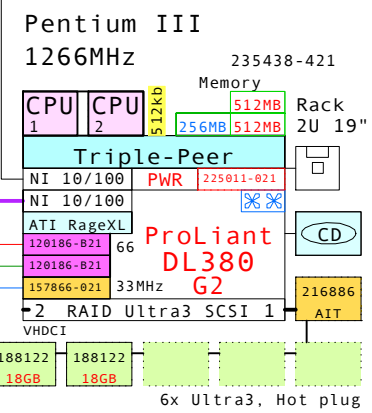 Pentium III
1266MHz
235438-421
Memory
512kb
512MB
256MB 512MB
CPU
1
CPU
2
Rack
2U 19"
Triple-Peer
NI 10/100
PWR
225011-021
NI 10/100
ATI RageXL
120186-B21
66
120186-B21
157866-021
33MHz
ProLiant
DL380
G2
CD
216886
AIT
2 RAID Ultra3 SCSI 1
VHDCI
188122
18GB
188122
18GB
6x Ultra3, Hot plug